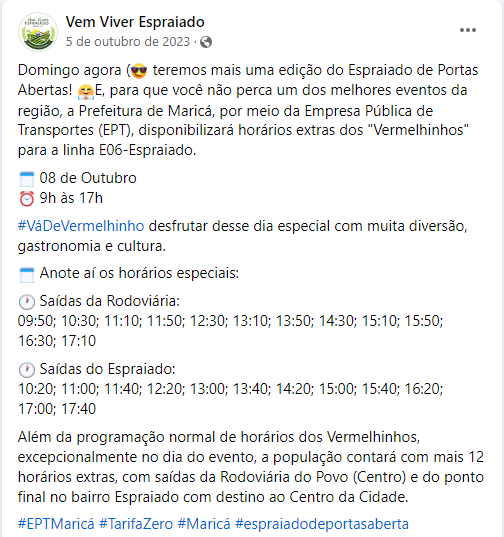 Vem Viver Espraiado
5 de outubro de 2023 ·
Domingo agora (😎 teremos mais uma edição do Espraiado de Portas
Abertas! 🤗E, para que você não perca um dos melhores eventos da
região, a Prefeitura de Maricá, por meio da Empresa Pública de
Transportes (EPT), disponibilizará horários extras dos "Vermelhinhos"
para a linha E06-Espraiado.
08 de Outubro
⏰ 9h às 17h
#VáDeVermelhinho desfrutar desse dia especial com muita diversão,
gastronomia e cultura.
Anote aí os horários especiais:
🕐 Saídas da Rodoviária:
09:50; 10:30; 11:10; 11:50; 12:30; 13:10; 13:50; 14:30; 15:10; 15:50;
16:30; 17:10
🕐 Saídas do Espraiado:
10:20; 11:00; 11:40; 12:20; 13:00; 13:40; 14:20; 15:00; 15:40; 16:20;
17:00; 17:40
Além da programação normal de horários dos Vermelhinhos,
excepcionalmente no dia do evento, a população contará com mais 12
horários extras, com saídas da Rodoviária do Povo (Centro) e do ponto
final no bairro Espraiado com destino ao Centro da Cidade.
#EPTMaricá #TarifaZero #Maricá #espraiadodeportasaberta